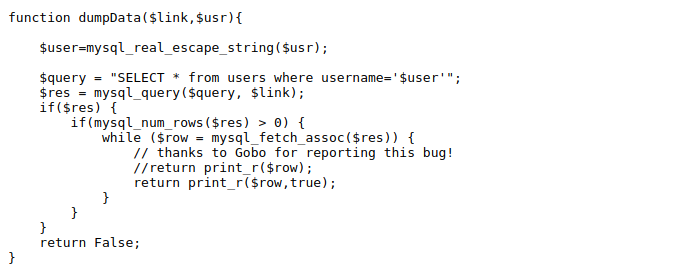 function dumpData($link,$usr){
    $user=mysql_real_escape_string($usr);
    $query = "SELECT * from users where username='$user'";
    $res = mysql_query($query, $link);
    if($res) {
        if(mysql_num_rows($res) > 0) {
            while ($row = mysql_fetch_assoc($res)) {
                // thanks to Gobo for reporting this bug!
                //return print_r($row);
                return print_r($row,true);
            }
        }
    }
    return False;
}